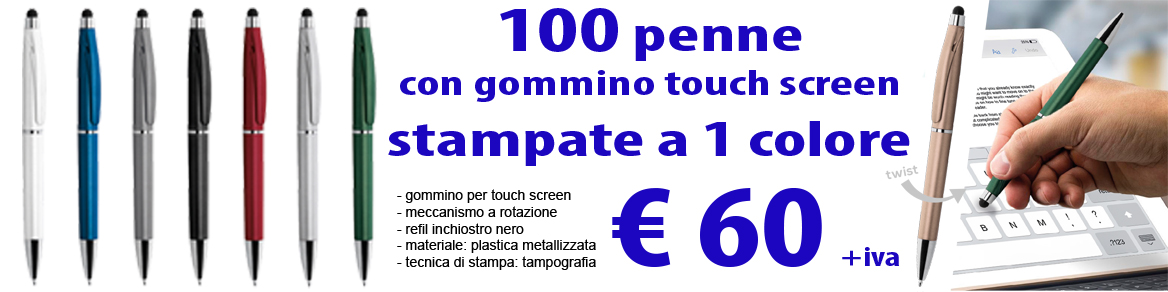 100 penne
con gommino touch screen
stampate a 1 colore
- gommino per touch screen
- meccanismo a rotazione
- refil inchiostro nero
- materiale: plastica metallizzata
- tecnica di stampa: tampografia
€ 60 +iva
twist
B N M ! ?
.?123